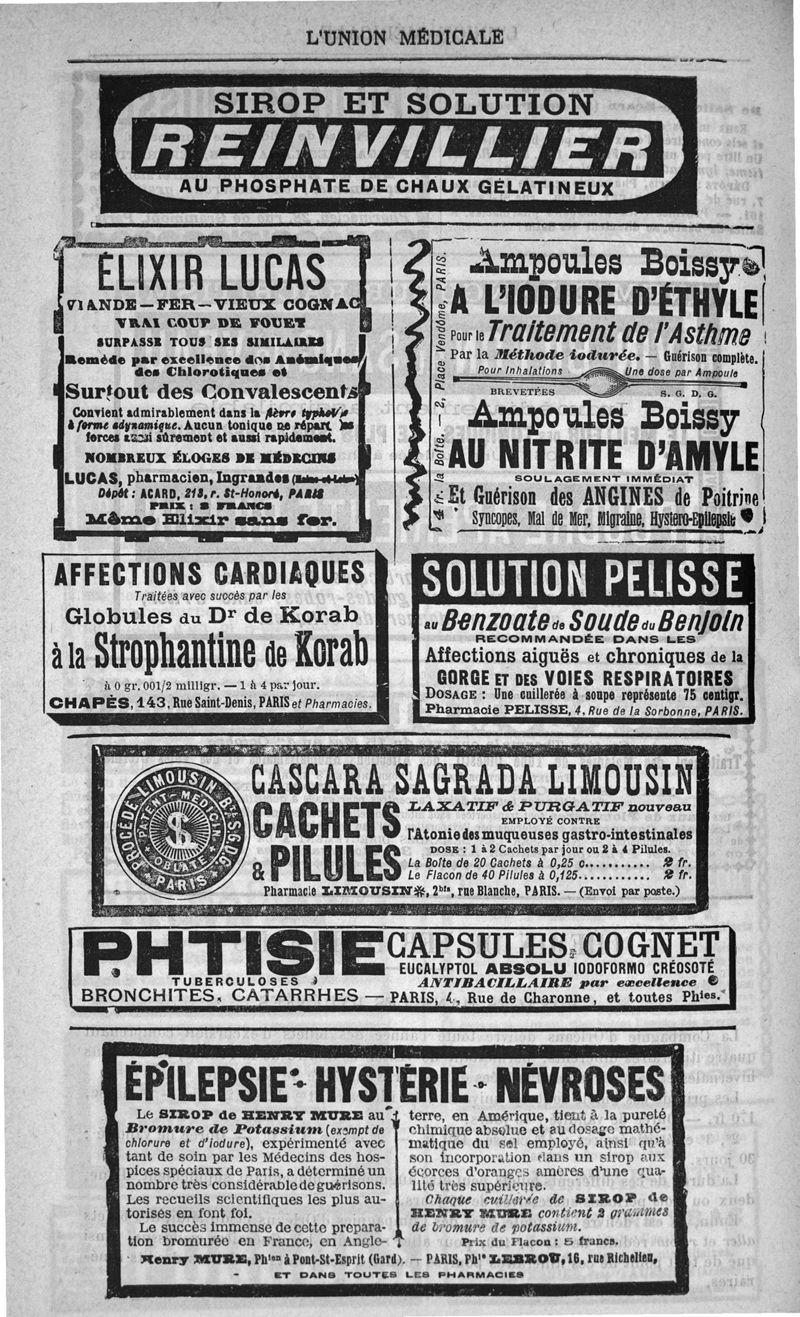 L'UNION MÉDICALE
SIROP ET SOLUTION
REINVILLIER
AU PHOSPHATE DE CHAUX GÉLATINEUX
ÉLIXIR LUCAS
VIANDE — FER — VIEUX COGNAC
VRAI COUP DE FOUET
SURPASSE TOUS SES SIMILAIRES
Remède par excellence des Anémiques
des Chlorotiques et
Surtout des Convalescents
Convient admirablement dans la fièvre typhoïde
à forme adynamique. Aucun tonique ne répart les
forces aussi sûrement et aussi rapidement.
NOMBREUX ÉLOGES DE MÉDECINS
LUCAS, pharmacien, Ingrandes (Maine-et-Loire)
Dépôt : ACARD, 213, r. St-Honoré, PARIS
PRIX : 5 FRANCS
Même Elixir sans fer.
4 fr. la Boîte. — 2, Place Vendôme, PARIS.
Ampoules Boissy
A L'IODURE D'ÉTHYLE
Pour le Traitement de l'Asthme
Par la Méthode iodurée. — Guérison complète.
Pour Inhalations Une dose par Ampoule
BREVETÉES S. G. D. G.
Ampoules Boissy
AU NITRITE D'AMYLE
SOULAGEMENT IMMÉDIAT
Et Guérison des ANGINES de Poitrine
Syncopes, Mal de Mer, Migraine, Hystero-Epilepsie
AFFECTIONS CARDIAQUES
Traitées avec succès par les
Globules du Dr de Korab
à la Strophantine de Korab
à 0 gr. 001/2 milligr. — 1 à 4 par jour.
CHAPÈS, 143, Rue Saint-Denis, PARIS et Pharmacies.
SOLUTION PELISSE
au Benzoate de Soude du Benjoin
RECOMMANDÉE DANS LES
Affections aiguës et chroniques de la
GORGE ET DES VOIES RESPIRATOIRES
DOSAGE : Une cuillerée à soupe représente 75 centigr.
Pharmacie PELISSE, 4, Rue de la Sorbonne, PARIS.
PROCÉDÉ LIMOUSIN Bté S.G.D.G.
PATENT-MEDICIN
OBLATE
PARIS
CASCARA SAGRADA LIMOUSIN
CACHETS
& PILULES
LAXATIF & PURGATIF nouveau
EMPLOYÉ CONTRE
l'Atonie des muqueuses gastro-intestinales
DOSE : 1 à 2 Cachets par jour ou 2 à 4 Pilules.
La Boîte de 20 Cachets à 0,25 c........... 2 fr.
Le Flacon de 40 Pilules à 0,125............ 2 fr.
Pharmacie LIMOUSIN✻, 2bis, rue Blanche, PARIS. — (Envoi par poste.)
PHTISIE
TUBERCULOSES
BRONCHITES, CATARRHES —
CAPSULES COGNET
EUCALYPTOL ABSOLU IODOFORMO CRÉOSOTÉ
ANTIBACILLAIRE par excellence
PARIS, 4, Rue de Charonne, et toutes Phies.
ÉPILEPSIE · HYSTÉRIE · NÉVROSES
Le SIROP de HENRY MURE au
Bromure de Potassium (exempt de
chlorure et d'iodure), expérimenté avec
tant de soin par les Médecins des hos-
pices spéciaux de Paris, a déterminé un
nombre très considérable de guérisons.
Les recueils scientifiques les plus au-
torisés en font foi.
Le succès immense de cette prepara-
tion bromurée en France, en Angle-
terre, en Amérique, tient à la pureté
chimique absolue et au dosage mathé-
matique du sel employé, ainsi qu'à
son incorporation dans un sirop aux
écorces d'oranges amères d'une qua-
lité très supérieure.
Chaque cuillerée de SIROP de
HENRY MURE contient 2 grammes
de bromure de potassium.
Prix du Flacon : 5 francs.
Henry MURE, Phien à Pont-St-Esprit (Gard). — PARIS, Phie LEBROU, 16, rue Richelieu,
ET DANS TOUTES LES PHARMACIES